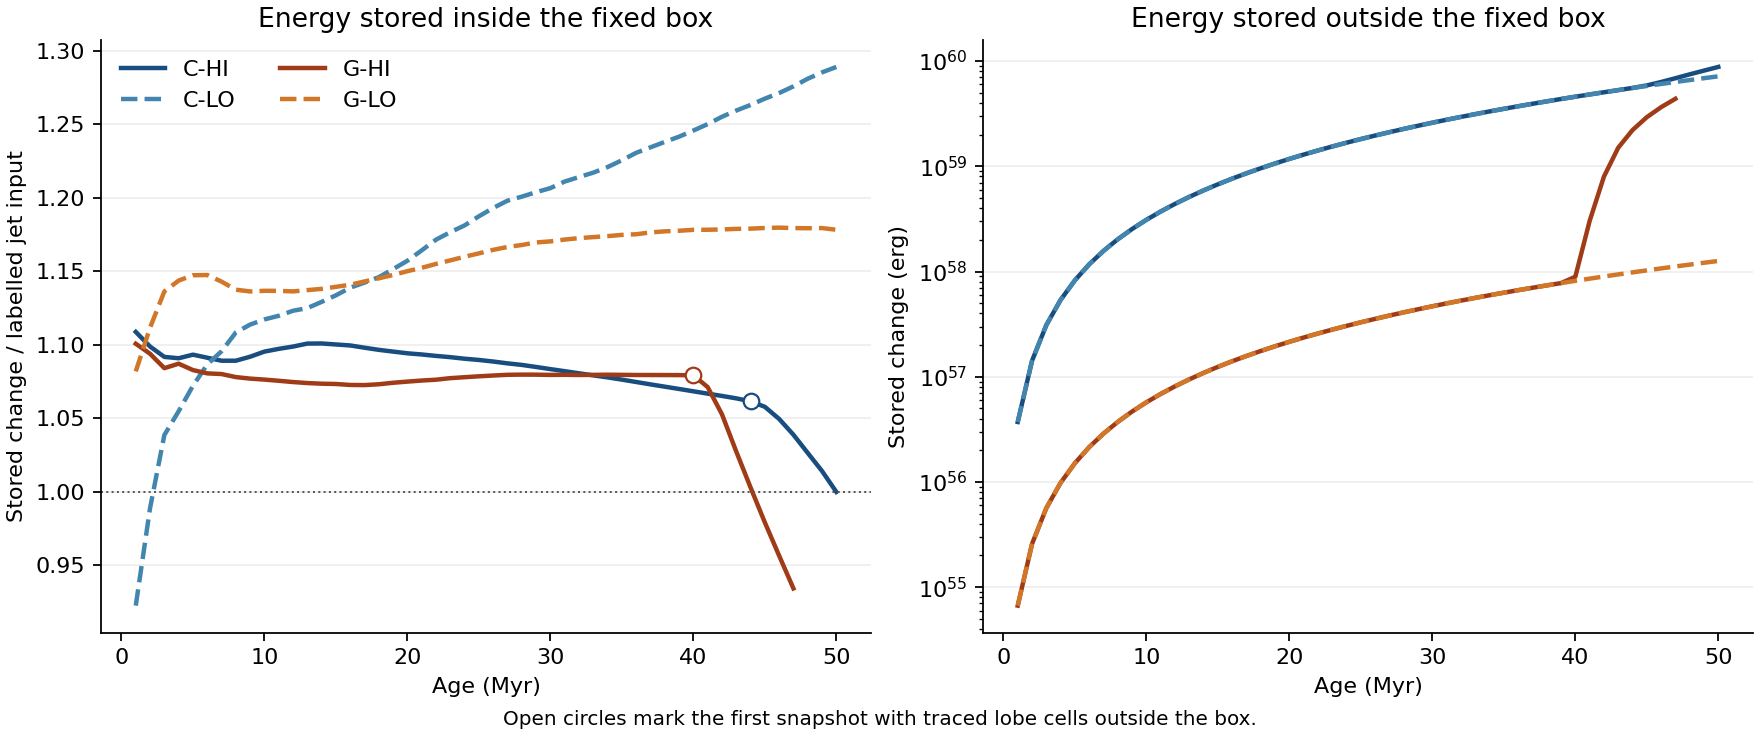 Energy stored inside the fixed box
Stored change / labelled jet input
1.30
1.25
1.20
1.15
1.10
1.05
1.00
0.95
C-HI
C-LO
G-HI
G-LO
0 10 20 30 40 50
Age (Myr)
Energy stored outside the fixed box
Stored change (erg)
10^60
10^59
10^58
10^57
10^56
10^55
0 10 20 30 40 50
Age (Myr)
Open circles mark the first snapshot with traced lobe cells outside the box.